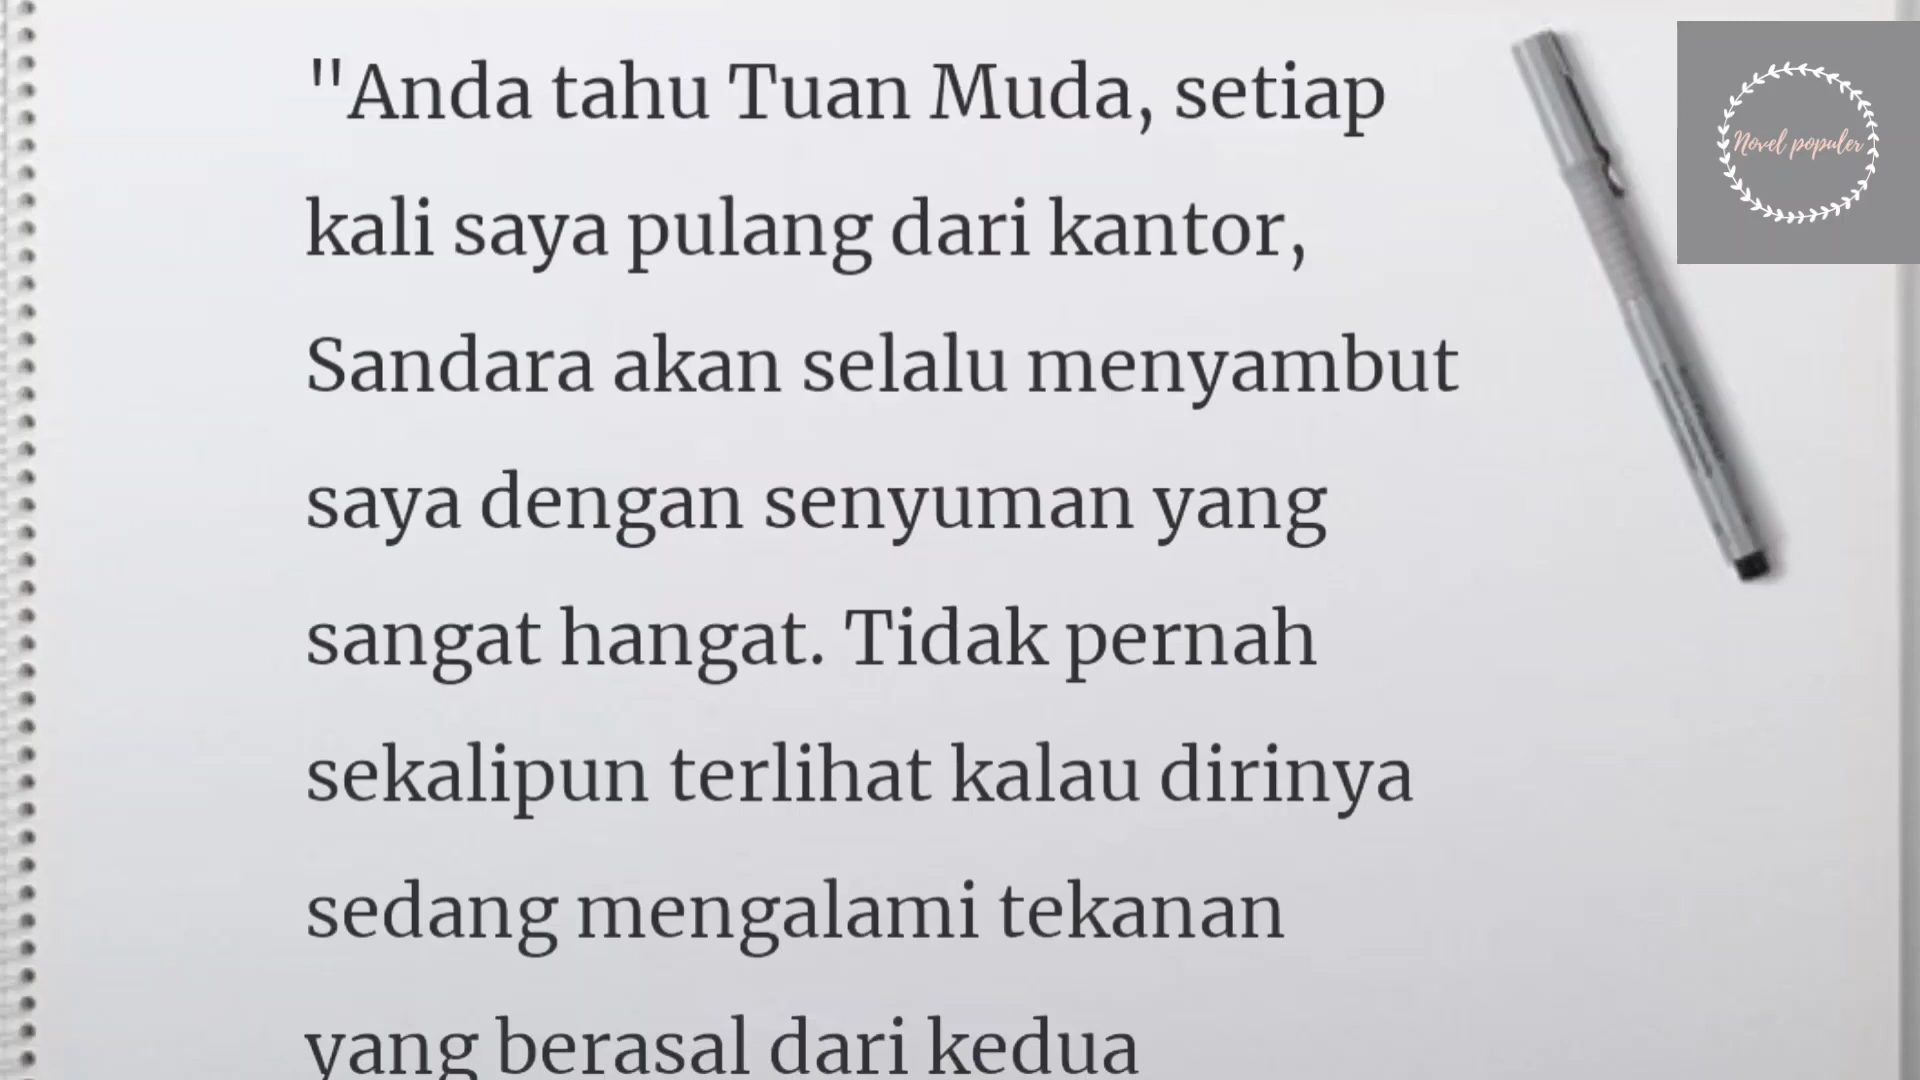 "Anda tahu Tuan Muda, setiap
kali saya pulang dari kantor,
Sandara akan selalu menyambut
saya dengan senyuman yang
sangat hangat. Tidak pernah
sekalipun terlihat kalau dirinya
sedang mengalami tekanan
yang berasal dari kedua
Novel populer